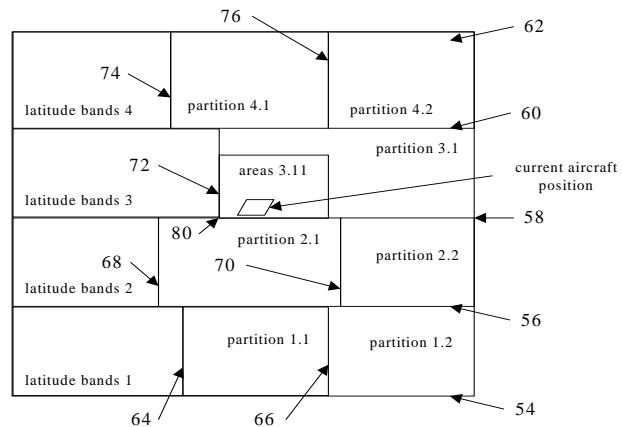 76
62
74
partition 4.1
partition 4.2
latitude bands 4
60
partition 3.1
72
areas 3.11
current aircraft
position
latitude bands 3
58
80
partition 2.1
68
70
partition 2.2
latitude bands 2
56
partition 1.1
partition 1.2
latitude bands 1
64
66
54